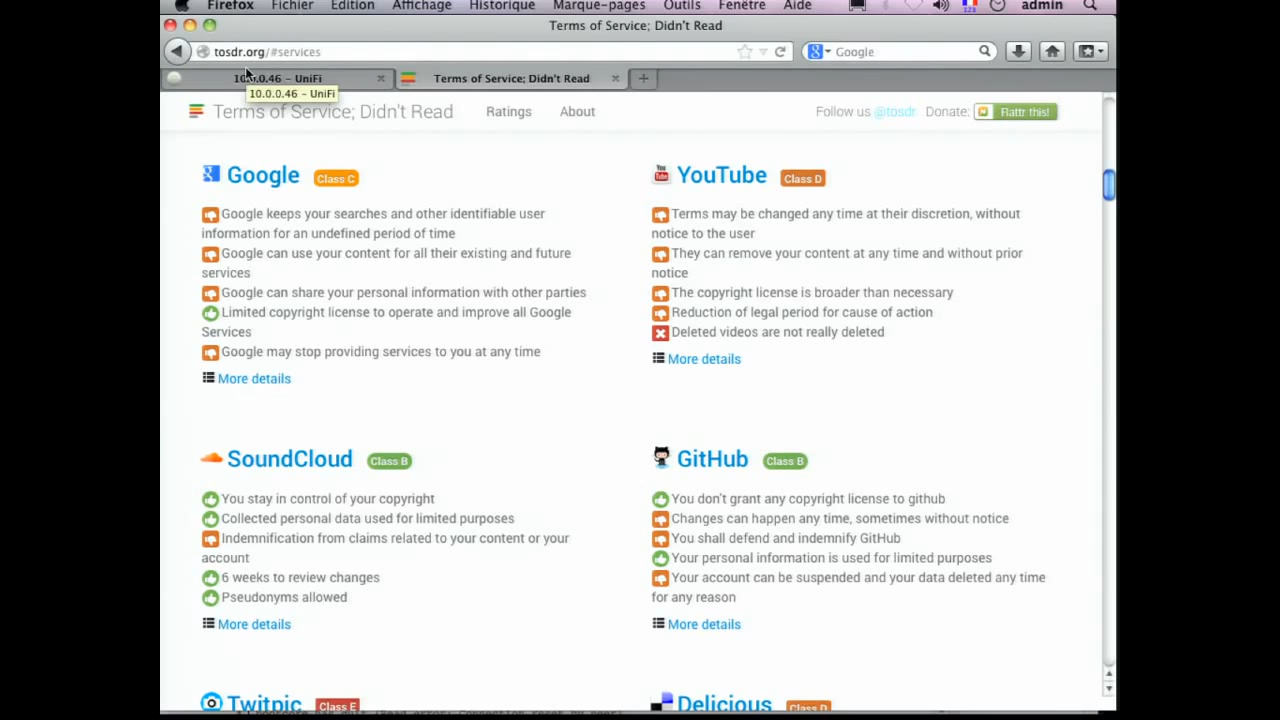 Firefox Fichier Edition Affichage Historique Marque-pages Outils Fenêtre Aide 123 admin
Terms of Service; Didn't Read
tosdr.org/#services Google
10.0.0.46 – UniFi Terms of Service; Didn't Read
10.0.0.46 – UniFi
Terms of Service; Didn't Read Ratings About Follow us @tosdr Donate: Flattr this!
Google Class C
Google keeps your searches and other identifiable user
information for an undefined period of time
Google can use your content for all their existing and future
services
Google can share your personal information with other parties
Limited copyright license to operate and improve all Google
Services
Google may stop providing services to you at any time
More details
YouTube Class D
Terms may be changed any time at their discretion, without
notice to the user
They can remove your content at any time and without prior
notice
The copyright license is broader than necessary
Reduction of legal period for cause of action
Deleted videos are not really deleted
More details
SoundCloud Class B
You stay in control of your copyright
Collected personal data used for limited purposes
Indemnification from claims related to your content or your
account
6 weeks to review changes
Pseudonyms allowed
More details
GitHub Class B
You don't grant any copyright license to github
Changes can happen any time, sometimes without notice
You shall defend and indemnify GitHub
Your personal information is used for limited purposes
Your account can be suspended and your data deleted any time
for any reason
More details
Twitpic Class E
Delicious Class D